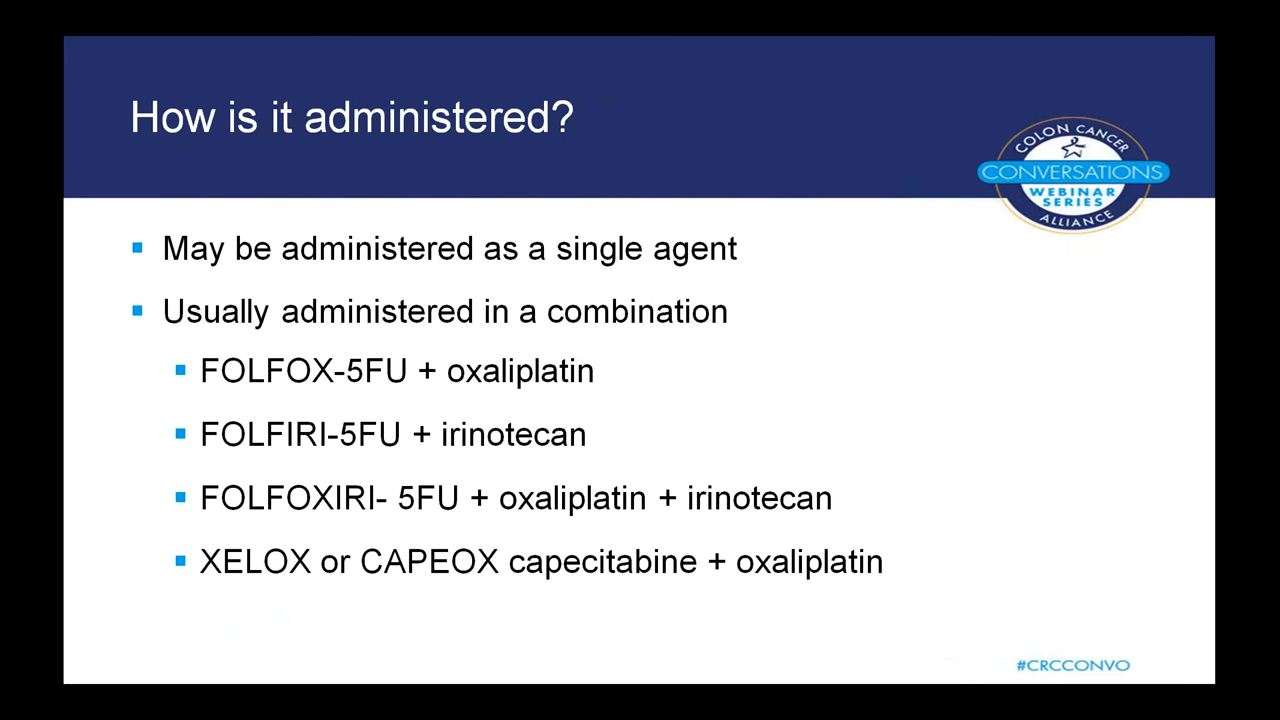 How is it administered?
COLON CANCER
CONVERSATIONS
WEBINAR
SERIES
ALLIANCE
May be administered as a single agent
Usually administered in a combination
FOLFOX-5FU + oxaliplatin
FOLFIRI-5FU + irinotecan
FOLFOXIRI- 5FU + oxaliplatin + irinotecan
XELOX or CAPEOX capecitabine + oxaliplatin
#CRCCONVO